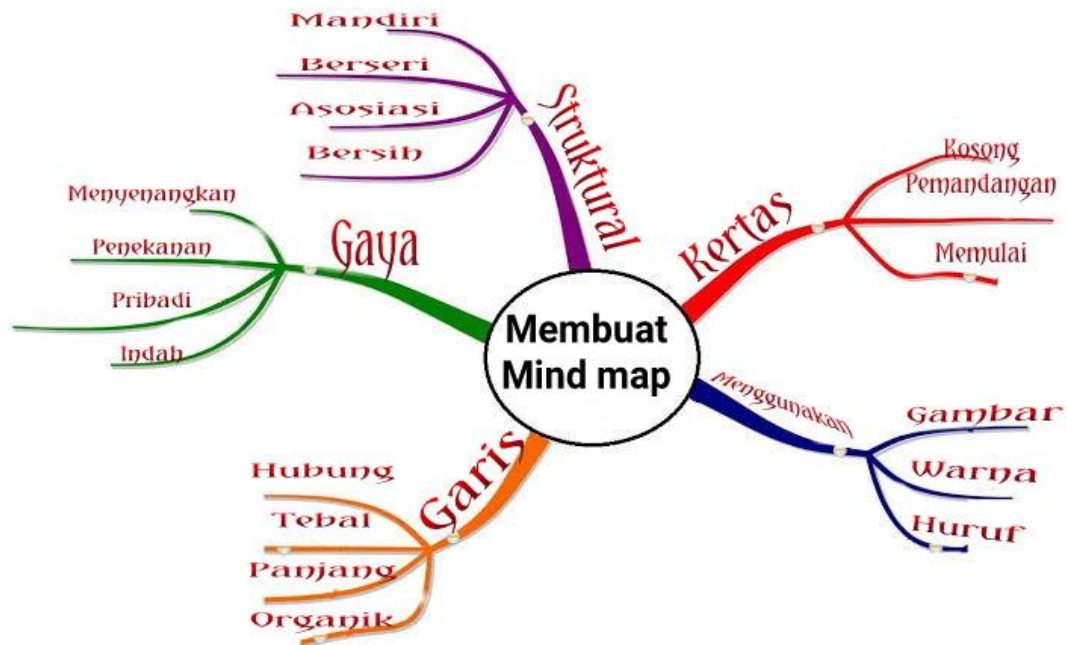 Membuat
Mind map
Struktural
Mandiri
Berseri
Asosiasi
Bersih
Kertas
Kosong
Pemandangan
Memulai
Menggunakan
Gambar
Warna
Huruf
Garis
Hubung
Tebal
Panjang
Organik
Gaya
Menyenangkan
Penekanan
Pribadi
Indah